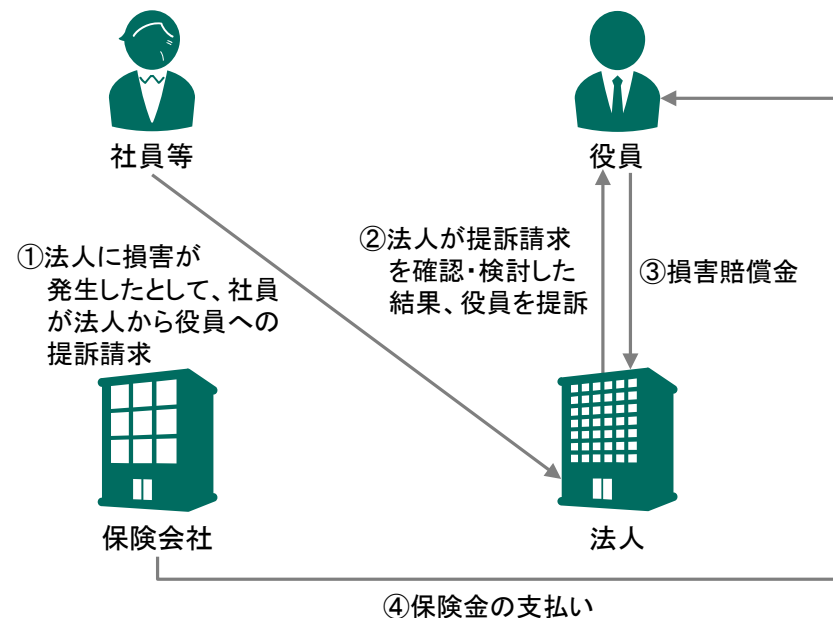 社員等
役員
①法人に損害が
発生したとして、社員
が法人から役員への
提訴請求
②法人が提訴請求
を確認・検討した
結果、役員を提訴
③損害賠償金
保険会社
法人
④保険金の支払い